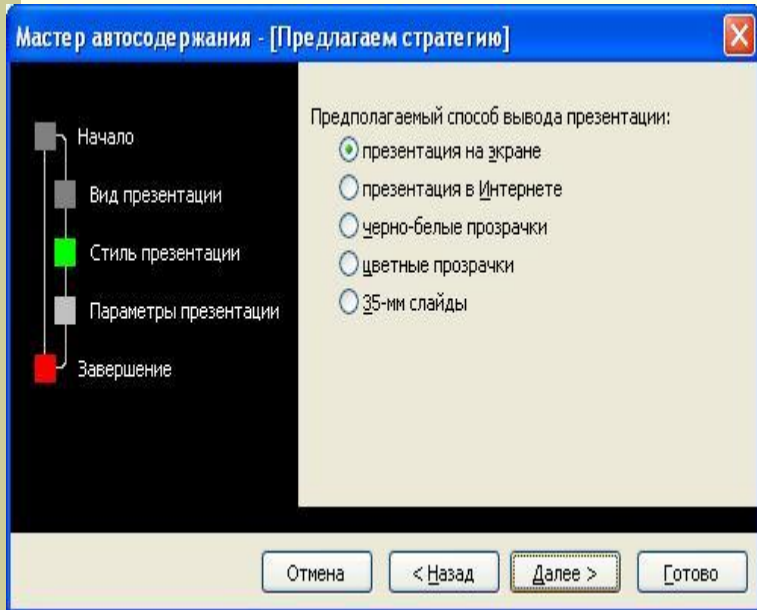 Мастер автосодержания - [Предлагаем стратегию]
Начало
Вид презентации
Стиль презентации
Параметры презентации
Завершение
Предполагаемый способ вывода презентации:
презентация на экране
презентация в Интернете
черно-белые прозрачки
цветные прозрачки
35-мм слайды
Отмена
< Назад
Далее >
Готово